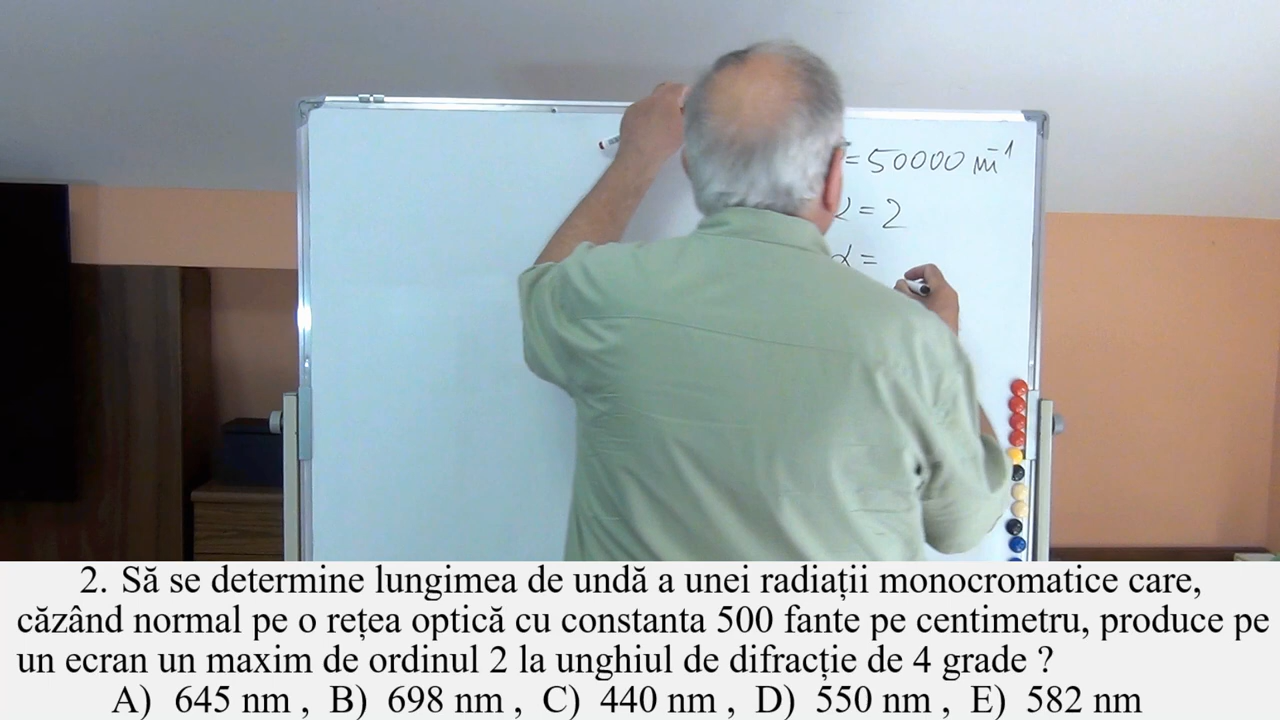 = 50000 m⁻¹
= 2
α =
2. Să se determine lungimea de undă a unei radiații monocromatice care,
căzând normal pe o rețea optică cu constanta 500 fante pe centimetru, produce pe
un ecran un maxim de ordinul 2 la unghiul de difracție de 4 grade ?
A) 645 nm , B) 698 nm , C) 440 nm , D) 550 nm , E) 582 nm